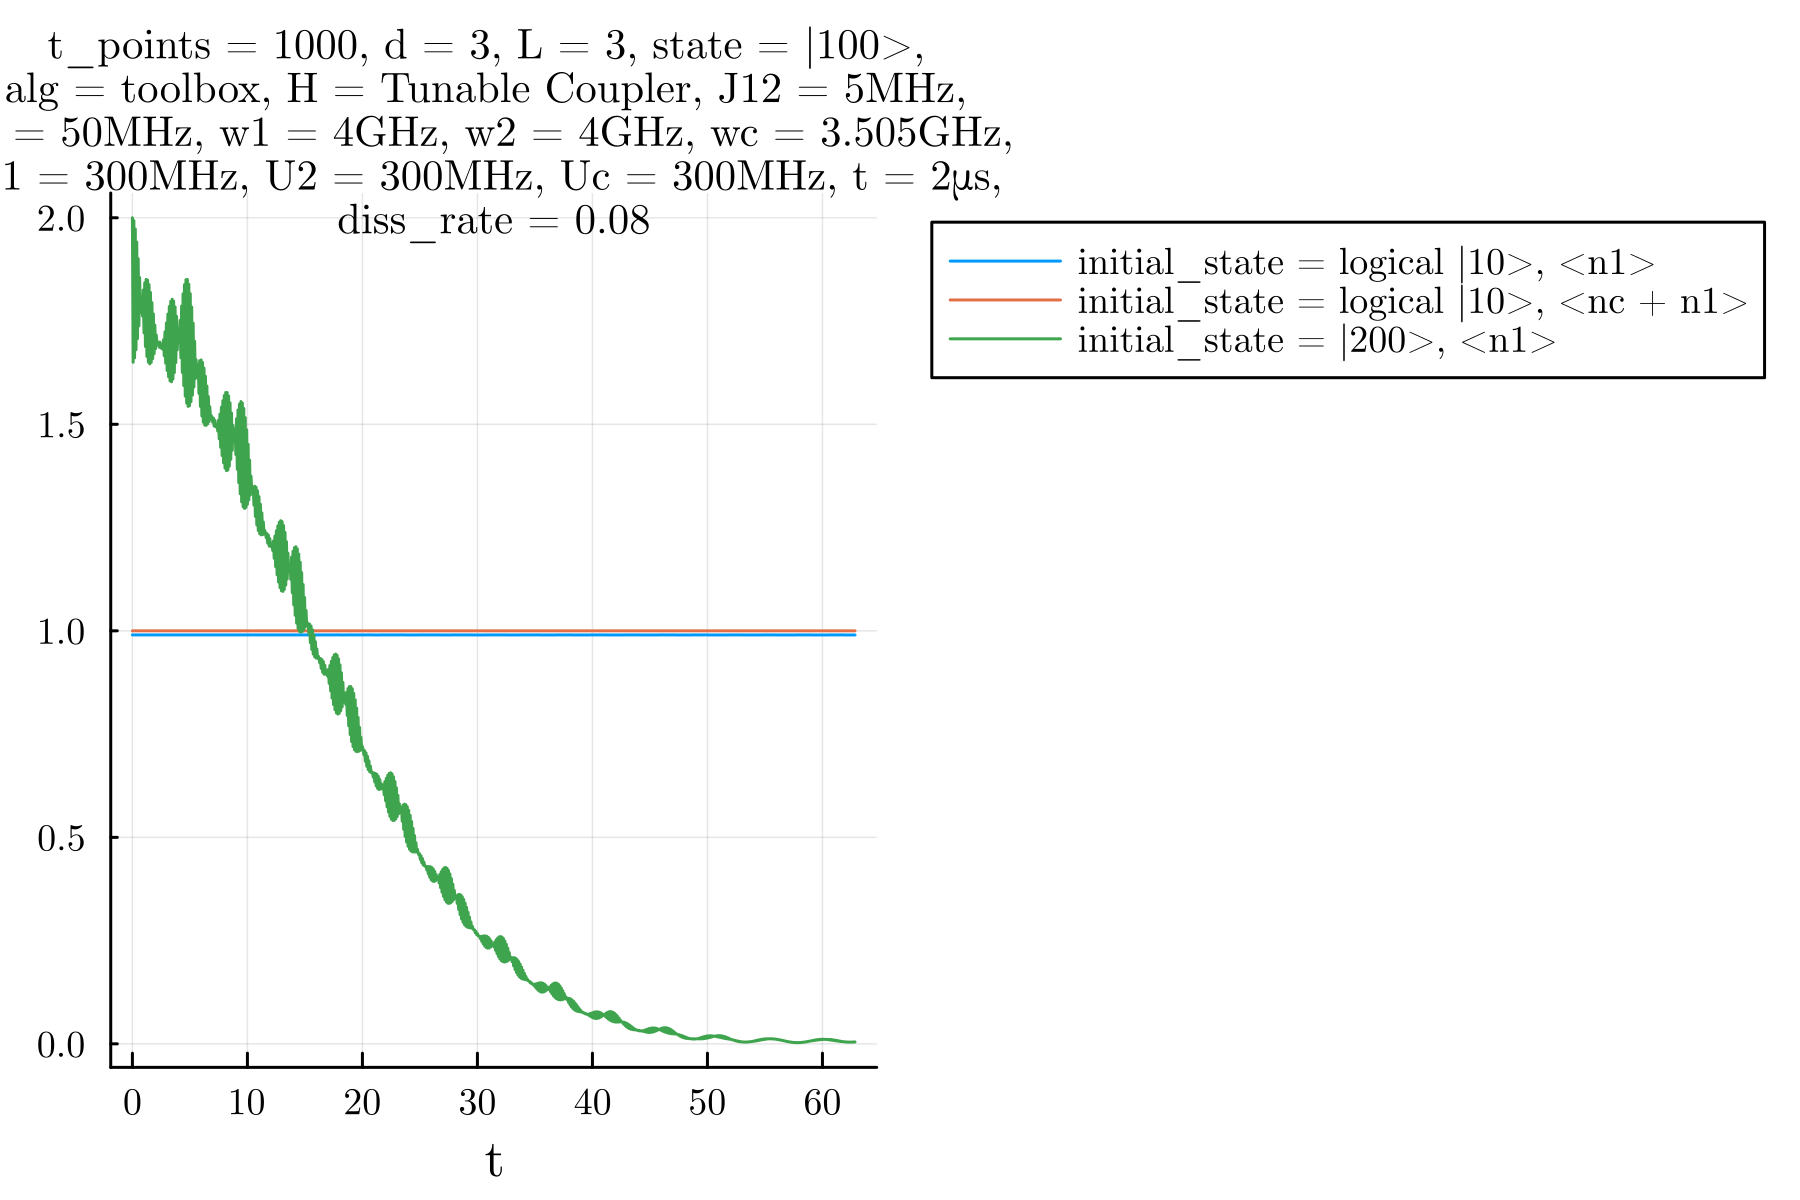 t_points = 1000, d = 3, L = 3, state = |100>,
alg = toolbox, H = Tunable Coupler, J12 = 5MHz,
= 50MHz, w1 = 4GHz, w2 = 4GHz, wc = 3.505GHz,
1 = 300MHz, U2 = 300MHz, Uc = 300MHz, t = 2μs,
diss_rate = 0.08
2.0
1.5
1.0
0.5
0.0
0 10 20 30 40 50 60
t
initial_state = logical |10>, <n1>
initial_state = logical |10>, <nc + n1>
initial_state = |200>, <n1>